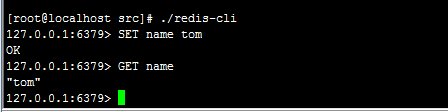 [root@localhost src]# ./redis-cli
127.0.0.1:6379> SET name tom
OK
127.0.0.1:6379> GET name
"tom"
127.0.0.1:6379>